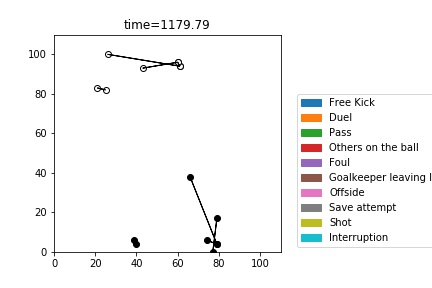 time=1179.79
100
80
60
40
20
0
0 20 40 60 80 100
Free Kick
Duel
Pass
Others on the ball
Foul
Goalkeeper leaving l
Offside
Save attempt
Shot
Interruption